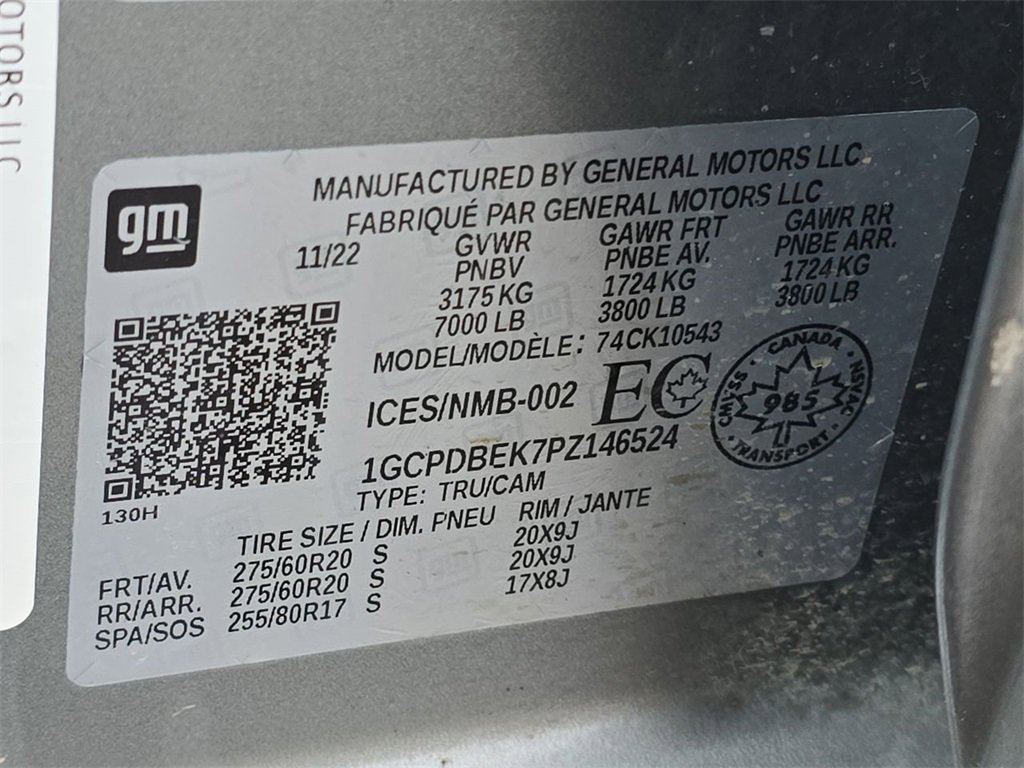 OTORS LLC
gm
MANUFACTURED BY GENERAL MOTORS LLC
FABRIQUÉ PAR GENERAL MOTORS LLC
11/22 GVWR GAWR FRT GAWR RR
PNBV PNBE AV. PNBE ARR.
3175 KG 1724 KG 1724 KG
7000 LB 3800 LB 3800 LB
MODEL/MODÈLE: 74CK10543
ICES/NMB-002 EC
CANADA
CMVSS NSVAC
985
TRANSPORT
1GCPDBEK7PZ146524
TYPE: TRU/CAM
130H
TIRE SIZE / DIM. PNEU RIM / JANTE
FRT/AV. 275/60R20 S 20X9J
RR/ARR. 275/60R20 S 20X9J
SPA/SOS 255/80R17 S 17X8J